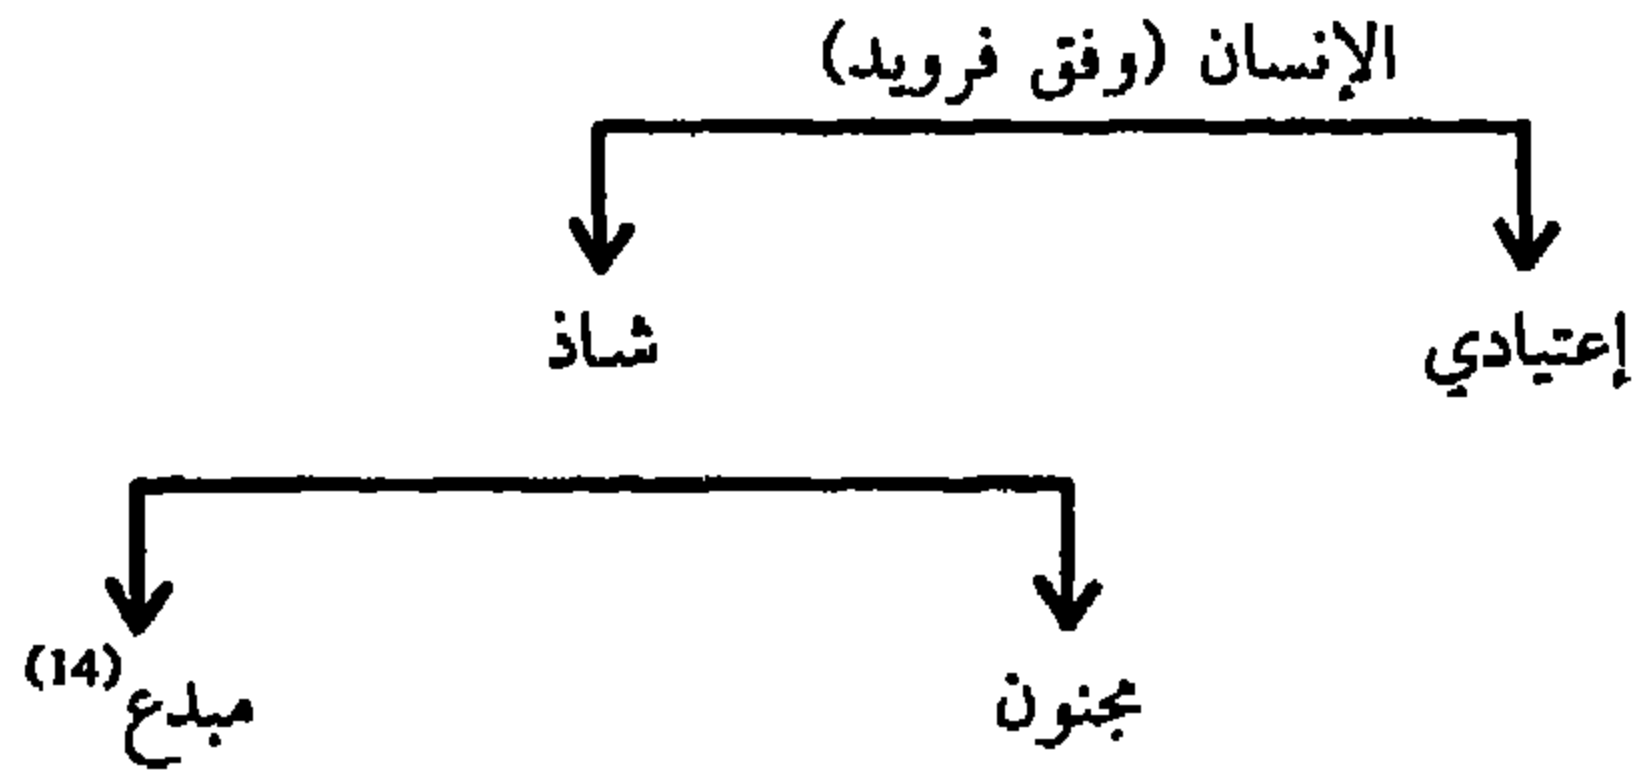 الإنسان (وفق فرويد)
إعتيادي شاذ
مجنون مبدع(14)